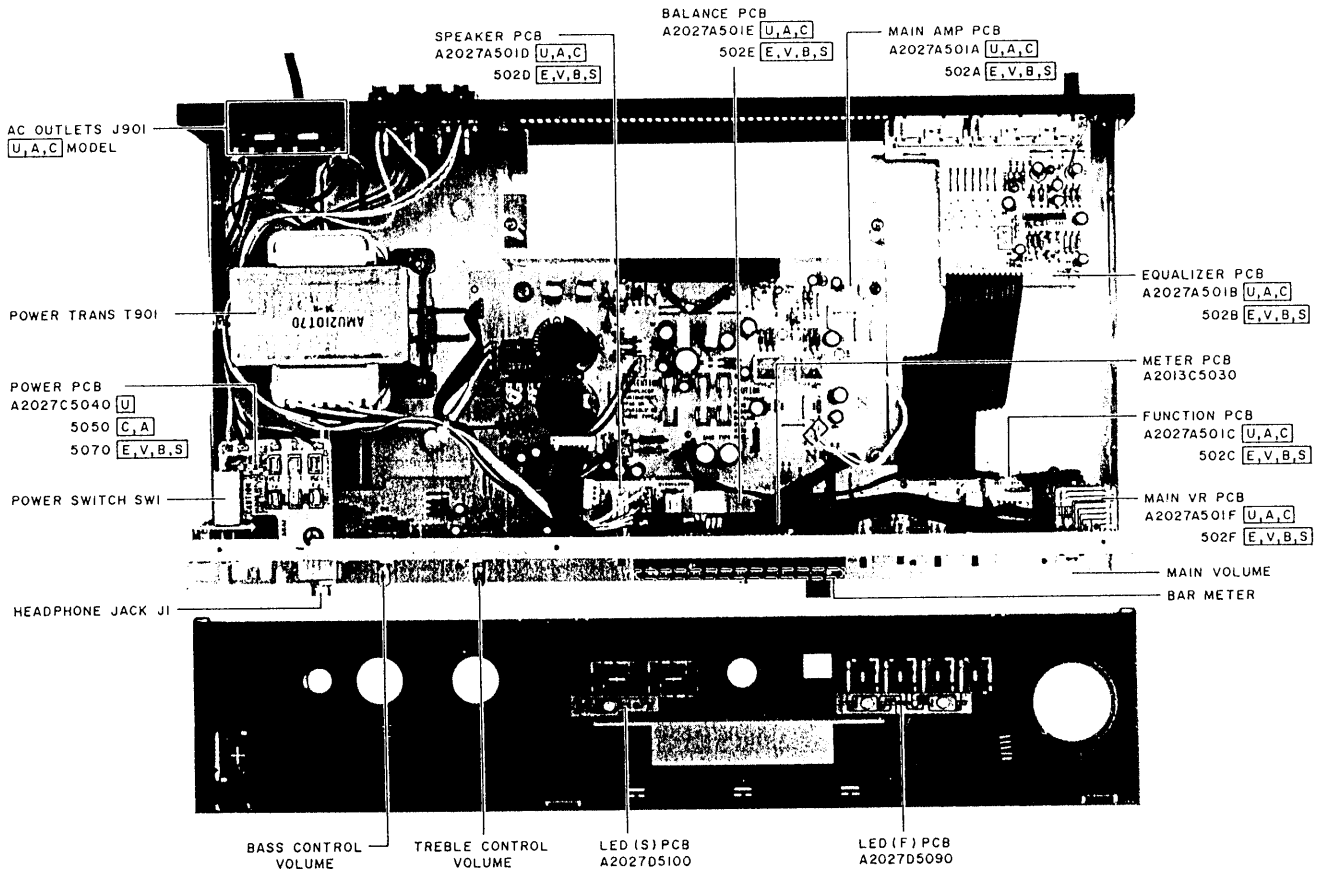 BALANCE PCB
A2027A501E U,A,C
502E E,V,B,S
SPEAKER PCB
A2027A501D U,A,C
502D E,V,B,S
MAIN AMP PCB
A2027A501A U,A,C
502A E,V,B,S
AC OUTLETS J901
U,A,C MODEL
EQUALIZER PCB
A2027A501B U,A,C
502B E,V,B,S
POWER TRANS T901
AMU210T70
METER PCB
A2013C5030
POWER PCB
A2027C5040 U
5050 C,A
5070 E,V,B,S
FUNCTION PCB
A2027A501C U,A,C
502C E,V,B,S
POWER SWITCH SW1
MAIN VR PCB
A2027A501F U,A,C
502F E,V,B,S
MAIN VOLUME
BAR METER
HEADPHONE JACK J1
BASS CONTROL
VOLUME
TREBLE CONTROL
VOLUME
LED (S) PCB
A2027D5100
LED (F) PCB
A2027D5090